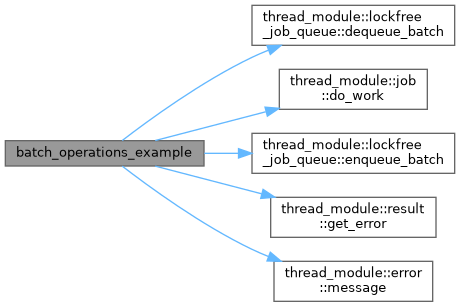 batch_operations_example
thread_module::lockfree
_job_queue::dequeue_batch
thread_module::job
::do_work
thread_module::lockfree
_job_queue::enqueue_batch
thread_module::result
::get_error
thread_module::error
::message